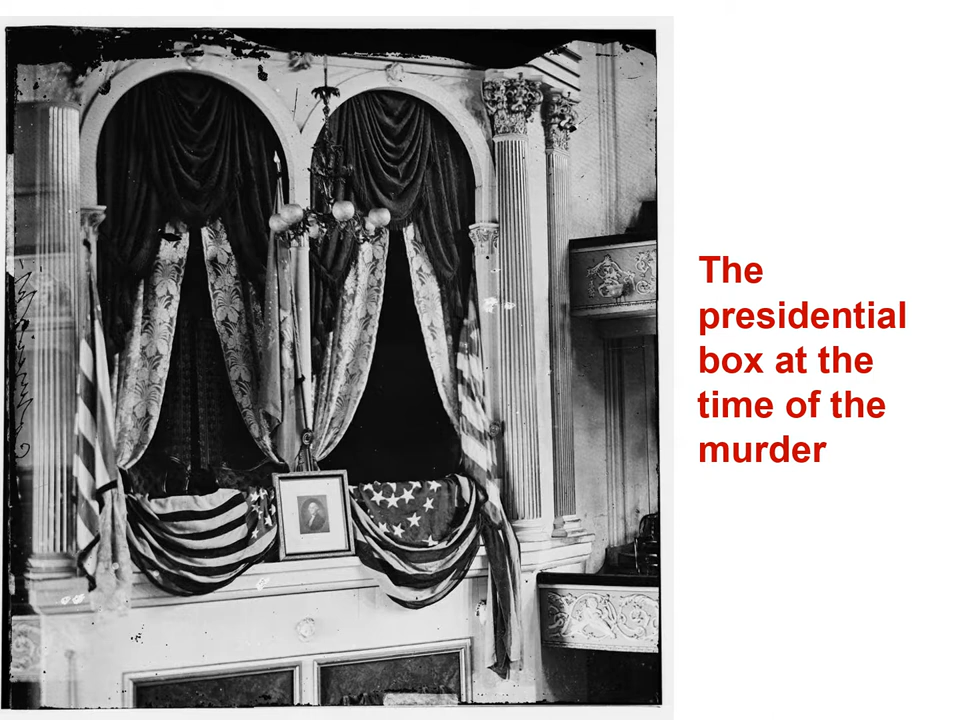 The
presidential
box at the
time of the
murder